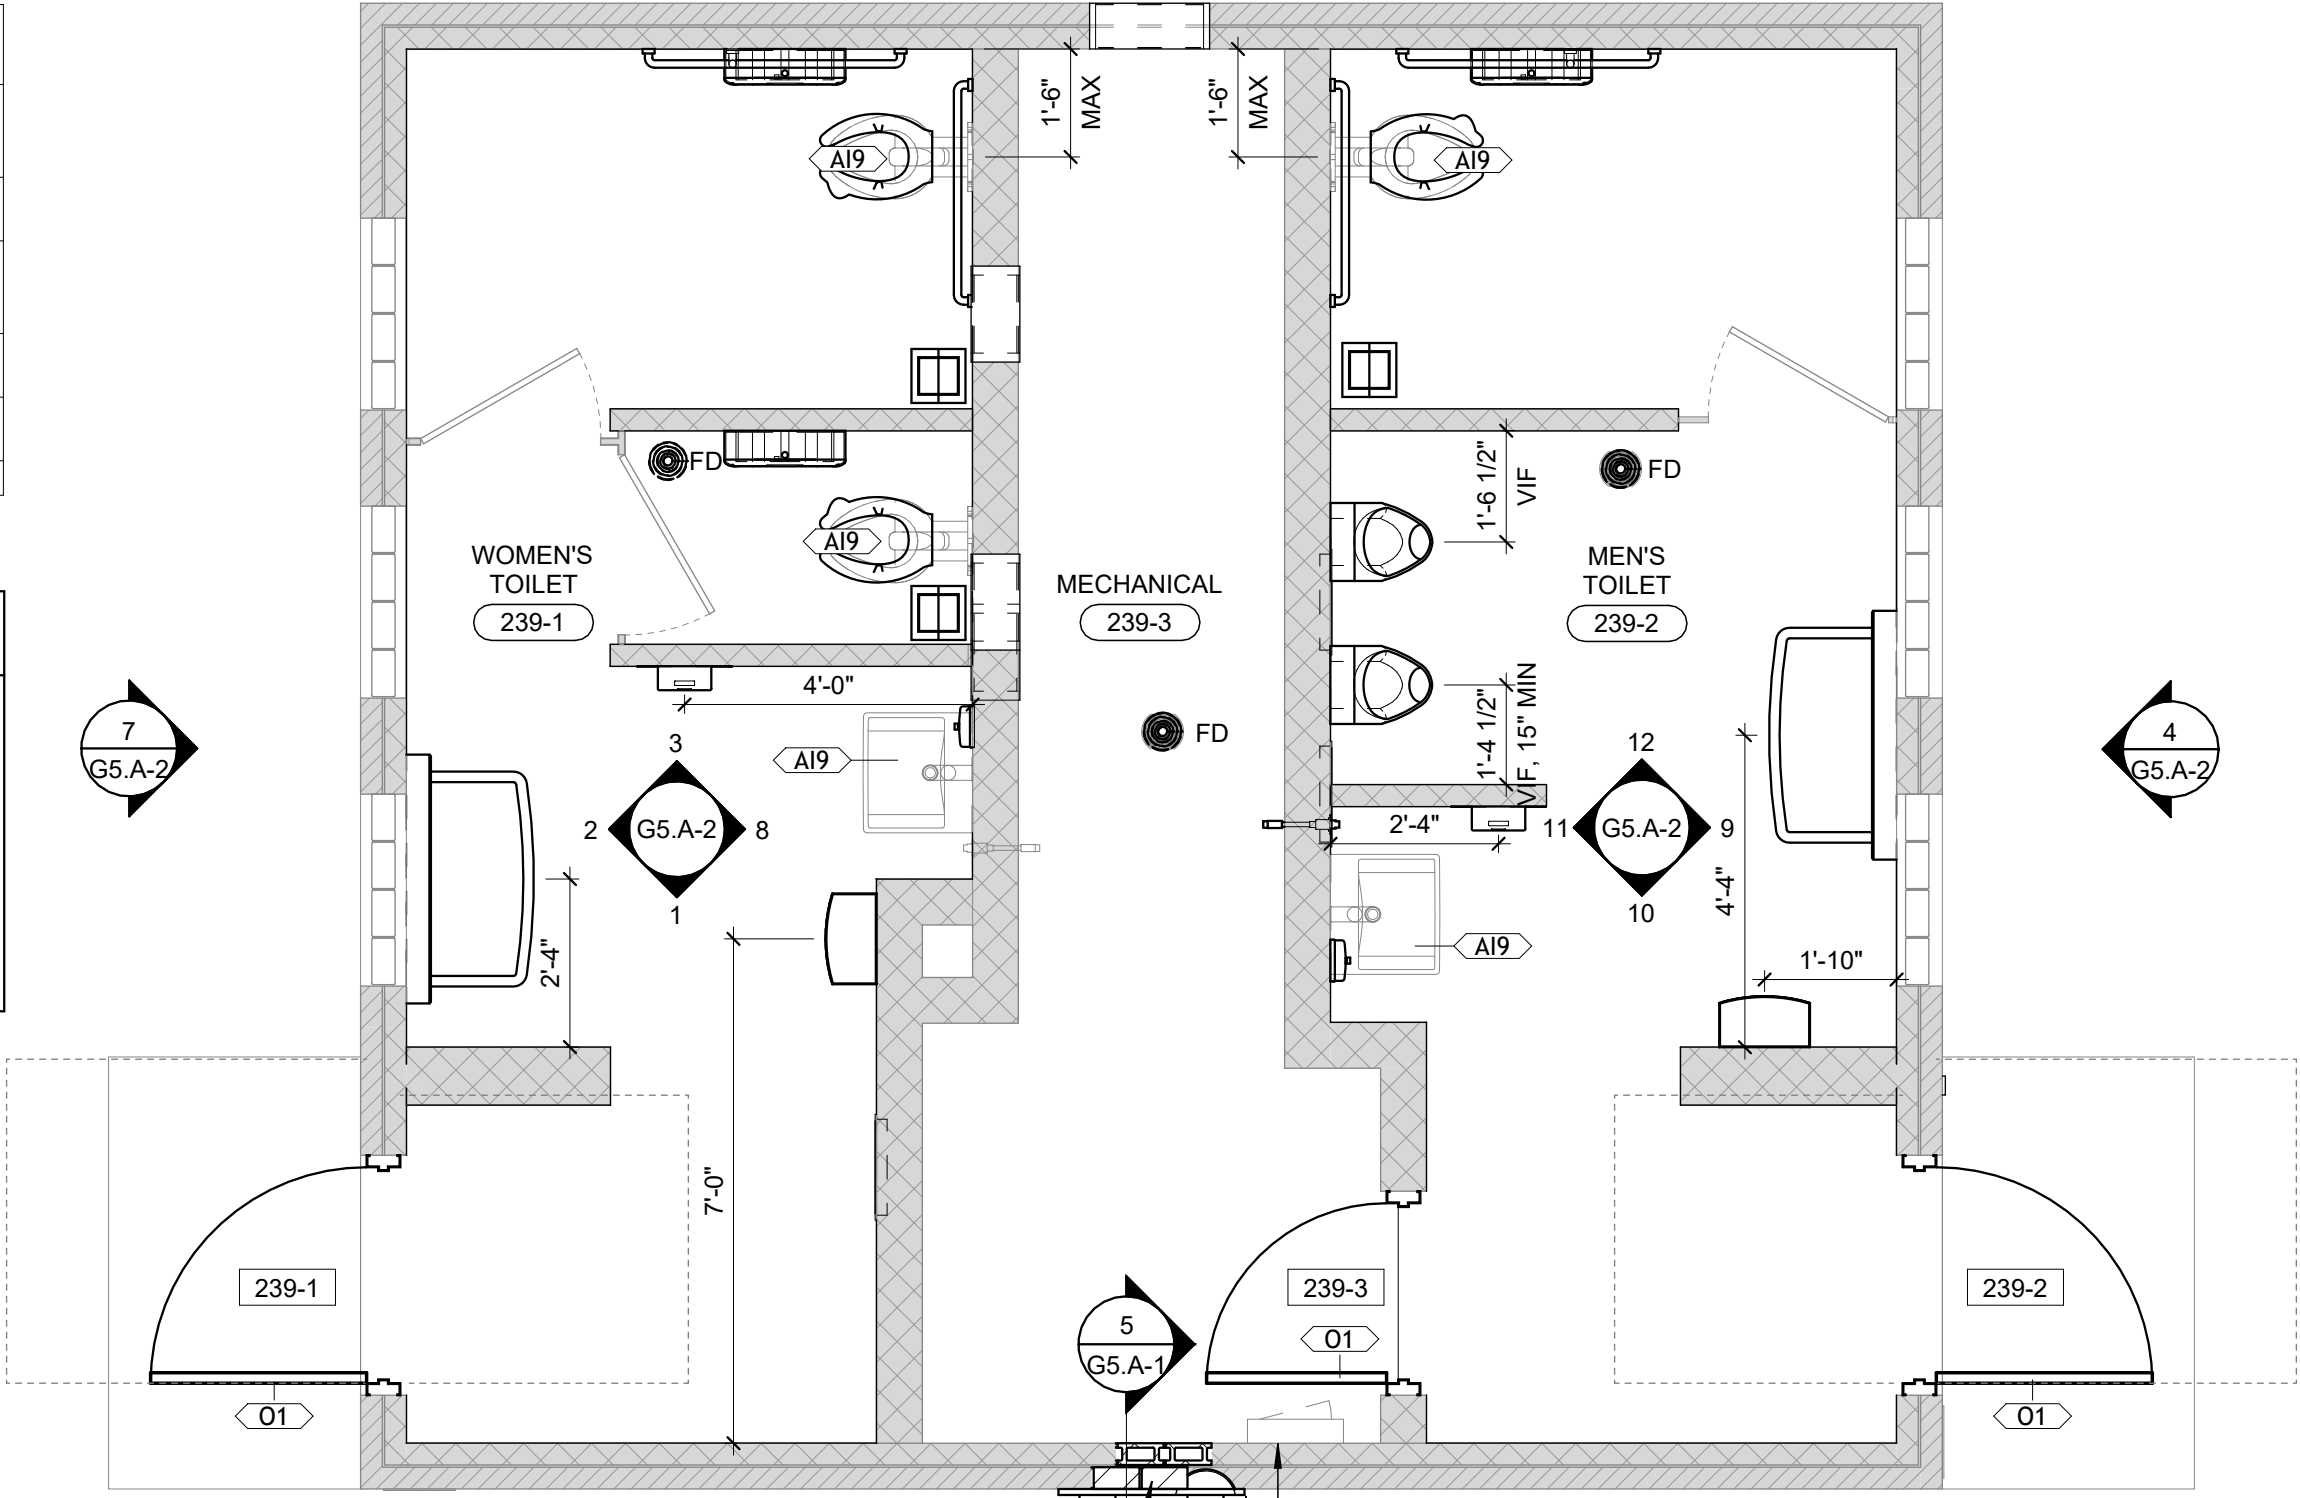 1'-6"
MAX
1'-6"
MAX
AI9
AI9
FD
1'-6 1/2"
VIF
FD
AI9
WOMEN'S
TOILET
239-1
MECHANICAL
239-3
MEN'S
TOILET
239-2
4'-0"
1'-4 1/2"
VIF, 15" MIN
FD
7
G5.A-2
4
G5.A-2
AI9
3
2
G5.A-2
8
1
12
11
G5.A-2
9
10
2'-4"
4'-4"
AI9
2'-4"
1'-10"
7'-0"
239-1
O1
5
G5.A-1
239-3
O1
239-2
O1